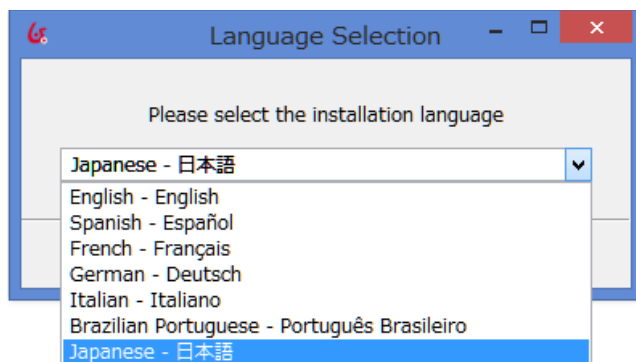 Language Selection
Please select the installation language
Japanese - 日本語
English - English
Spanish - Español
French - Français
German - Deutsch
Italian - Italiano
Brazilian Portuguese - Português Brasileiro
Japanese - 日本語